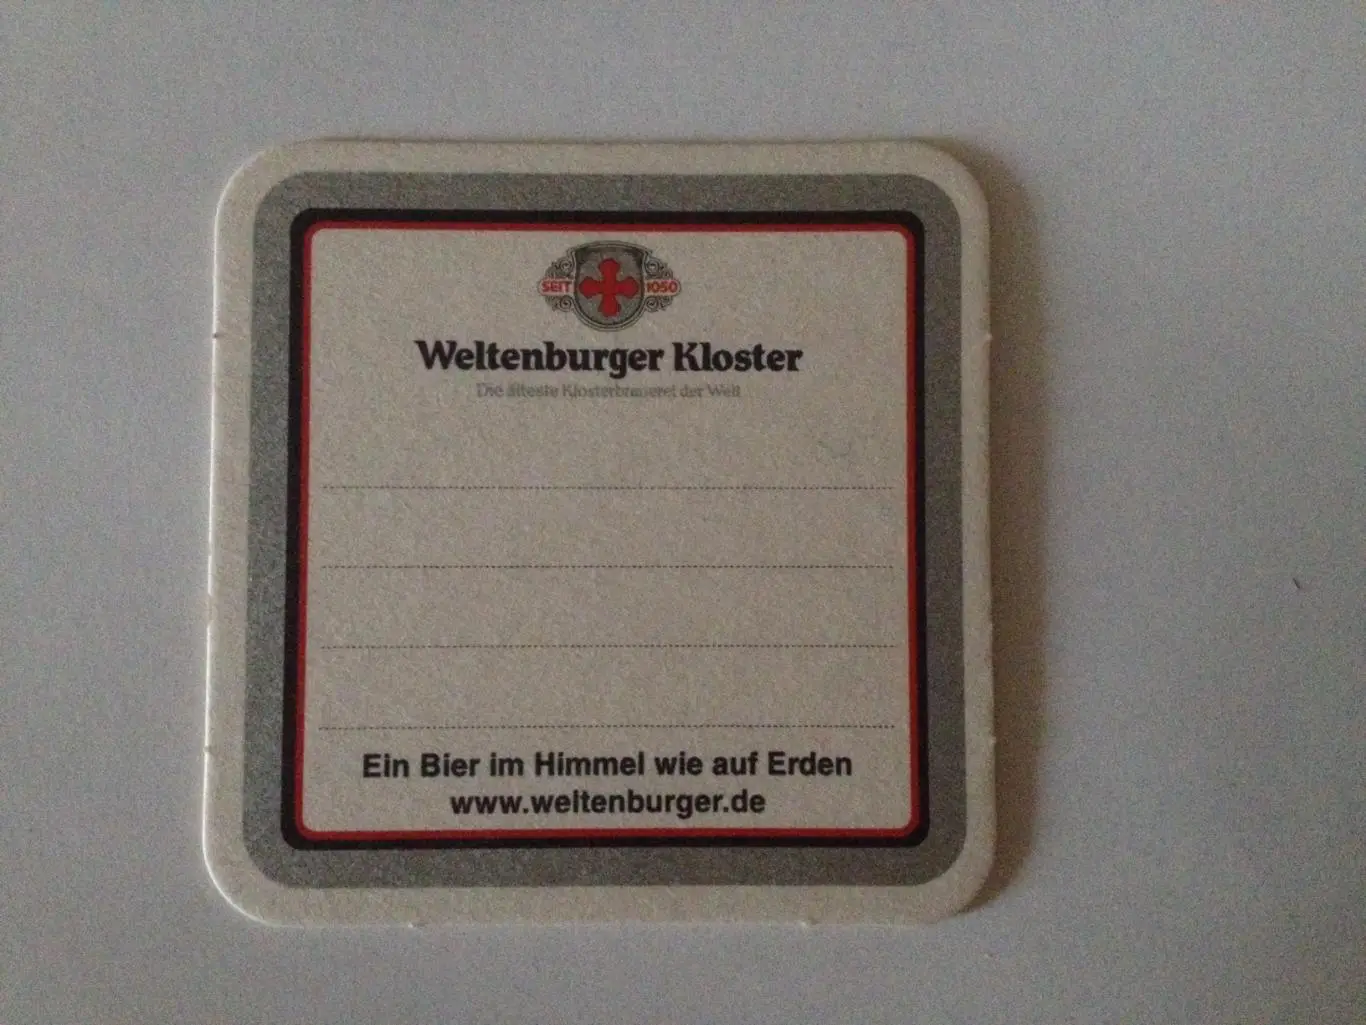 SEIT 1050
Weltenburger Kloster
Die älteste Klosterbrauerei der Welt
Ein Bier im Himmel wie auf Erden
www.weltenburger.de